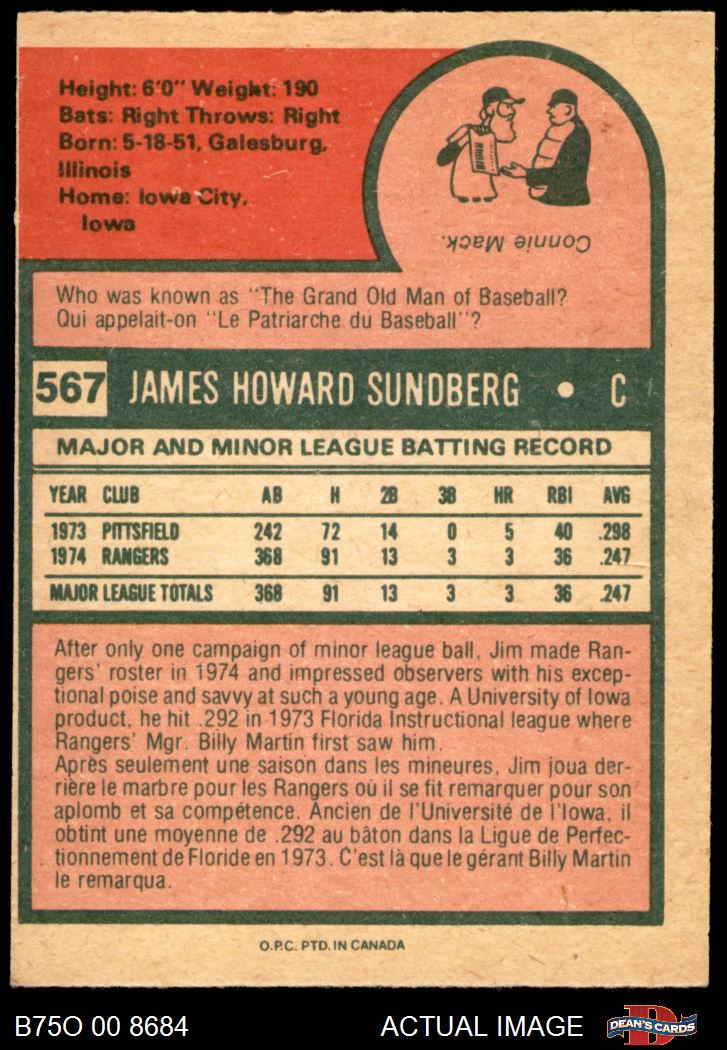 Height: 6'0" Weight: 190
Bats: Right Throws: Right
Born: 5-18-51, Galesburg,
Illinois
Home: Iowa City,
Iowa
Connie Mack.
Who was known as "The Grand Old Man of Baseball?
Qui appelait-on "Le Patriarche du Baseball"?
567 JAMES HOWARD SUNDBERG • C
MAJOR AND MINOR LEAGUE BATTING RECORD
YEAR CLUB AB H 2B 3B HR RBI AVG
1973 PITTSFIELD 242 72 14 0 5 40 .298
1974 RANGERS 368 91 13 3 3 36 .247
MAJOR LEAGUE TOTALS 368 91 13 3 3 36 .247
After only one campaign of minor league ball, Jim made Ran-
gers' roster in 1974 and impressed observers with his excep-
tional poise and savvy at such a young age. A University of Iowa
product, he hit .292 in 1973 Florida Instructional league where
Rangers' Mgr. Billy Martin first saw him.
Après seulement une saison dans les mineures, Jim joua der-
rière le marbre pour les Rangers où il se fit remarquer pour son
aplomb et sa compétence. Ancien de l'Université de l'Iowa, il
obtint une moyenne de .292 au bâton dans la Ligue de Perfec-
tionnement de Floride en 1973. C'est là que le gérant Billy Martin
le remarqua.
O.P.C. PTD. IN CANADA
B75O 00 8684 ACTUAL IMAGE DEAN'S CARDS